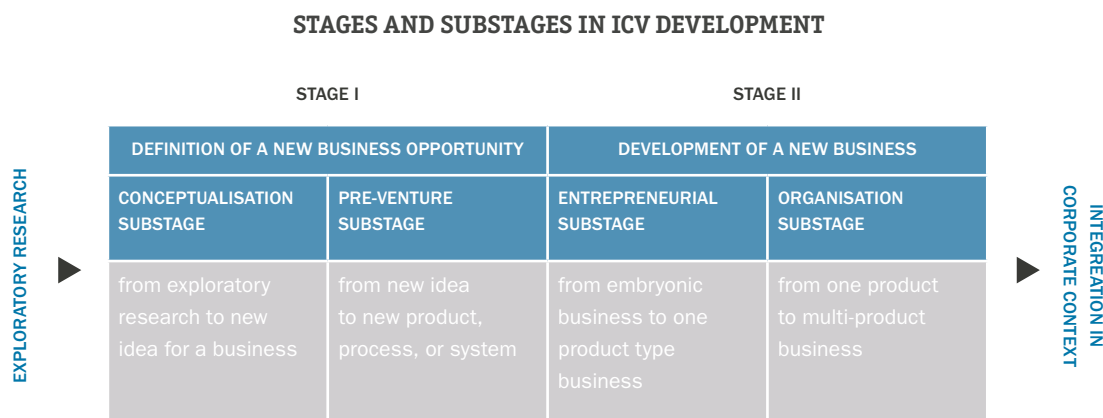 STAGES AND SUBSTAGES IN ICV DEVELOPMENT
STAGE I
STAGE II
EXPLORATORY RESEARCH
DEFINITION OF A NEW BUSINESS OPPORTUNITY
DEVELOPMENT OF A NEW BUSINESS
CONCEPTUALISATION
SUBSTAGE
PRE-VENTURE
SUBSTAGE
ENTREPRENEURIAL
SUBSTAGE
ORGANISATION
SUBSTAGE
from exploratory
research to new
idea for a business
from new idea
to new product,
process, or system
from embryonic
business to one
product type
business
from one product
to multi-product
business
INTEGREATION IN
CORPORATE CONTEXT